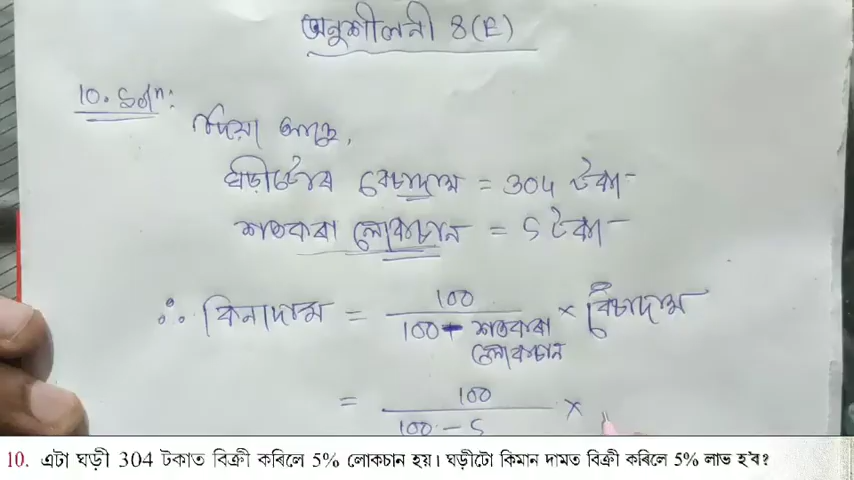 অনুশীলনী 8(E)
10. Solⁿ:
দিয়া আছে,
ঘড়ীটোৰ বেচাদাম = 304 টকা
শতকৰা লোকচান = 5 টকা
∴ কিনাদাম = 100 / 100 - শতকৰা লোকচান × বেচাদাম
= 100 / 100 - 5 ×
10. এটা ঘড়ী 304 টকাত বিক্ৰী কৰিলে 5% লোকচান হয়। ঘড়ীটো কিমান দামত বিক্ৰী কৰিলে 5% লাভ হ'ব?